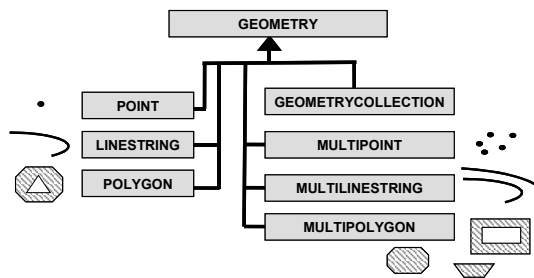 GEOMETRY
POINT
LINESTRING
POLYGON
GEOMETRYCOLLECTION
MULTIPOINT
MULTILINESTRING
MULTIPOLYGON